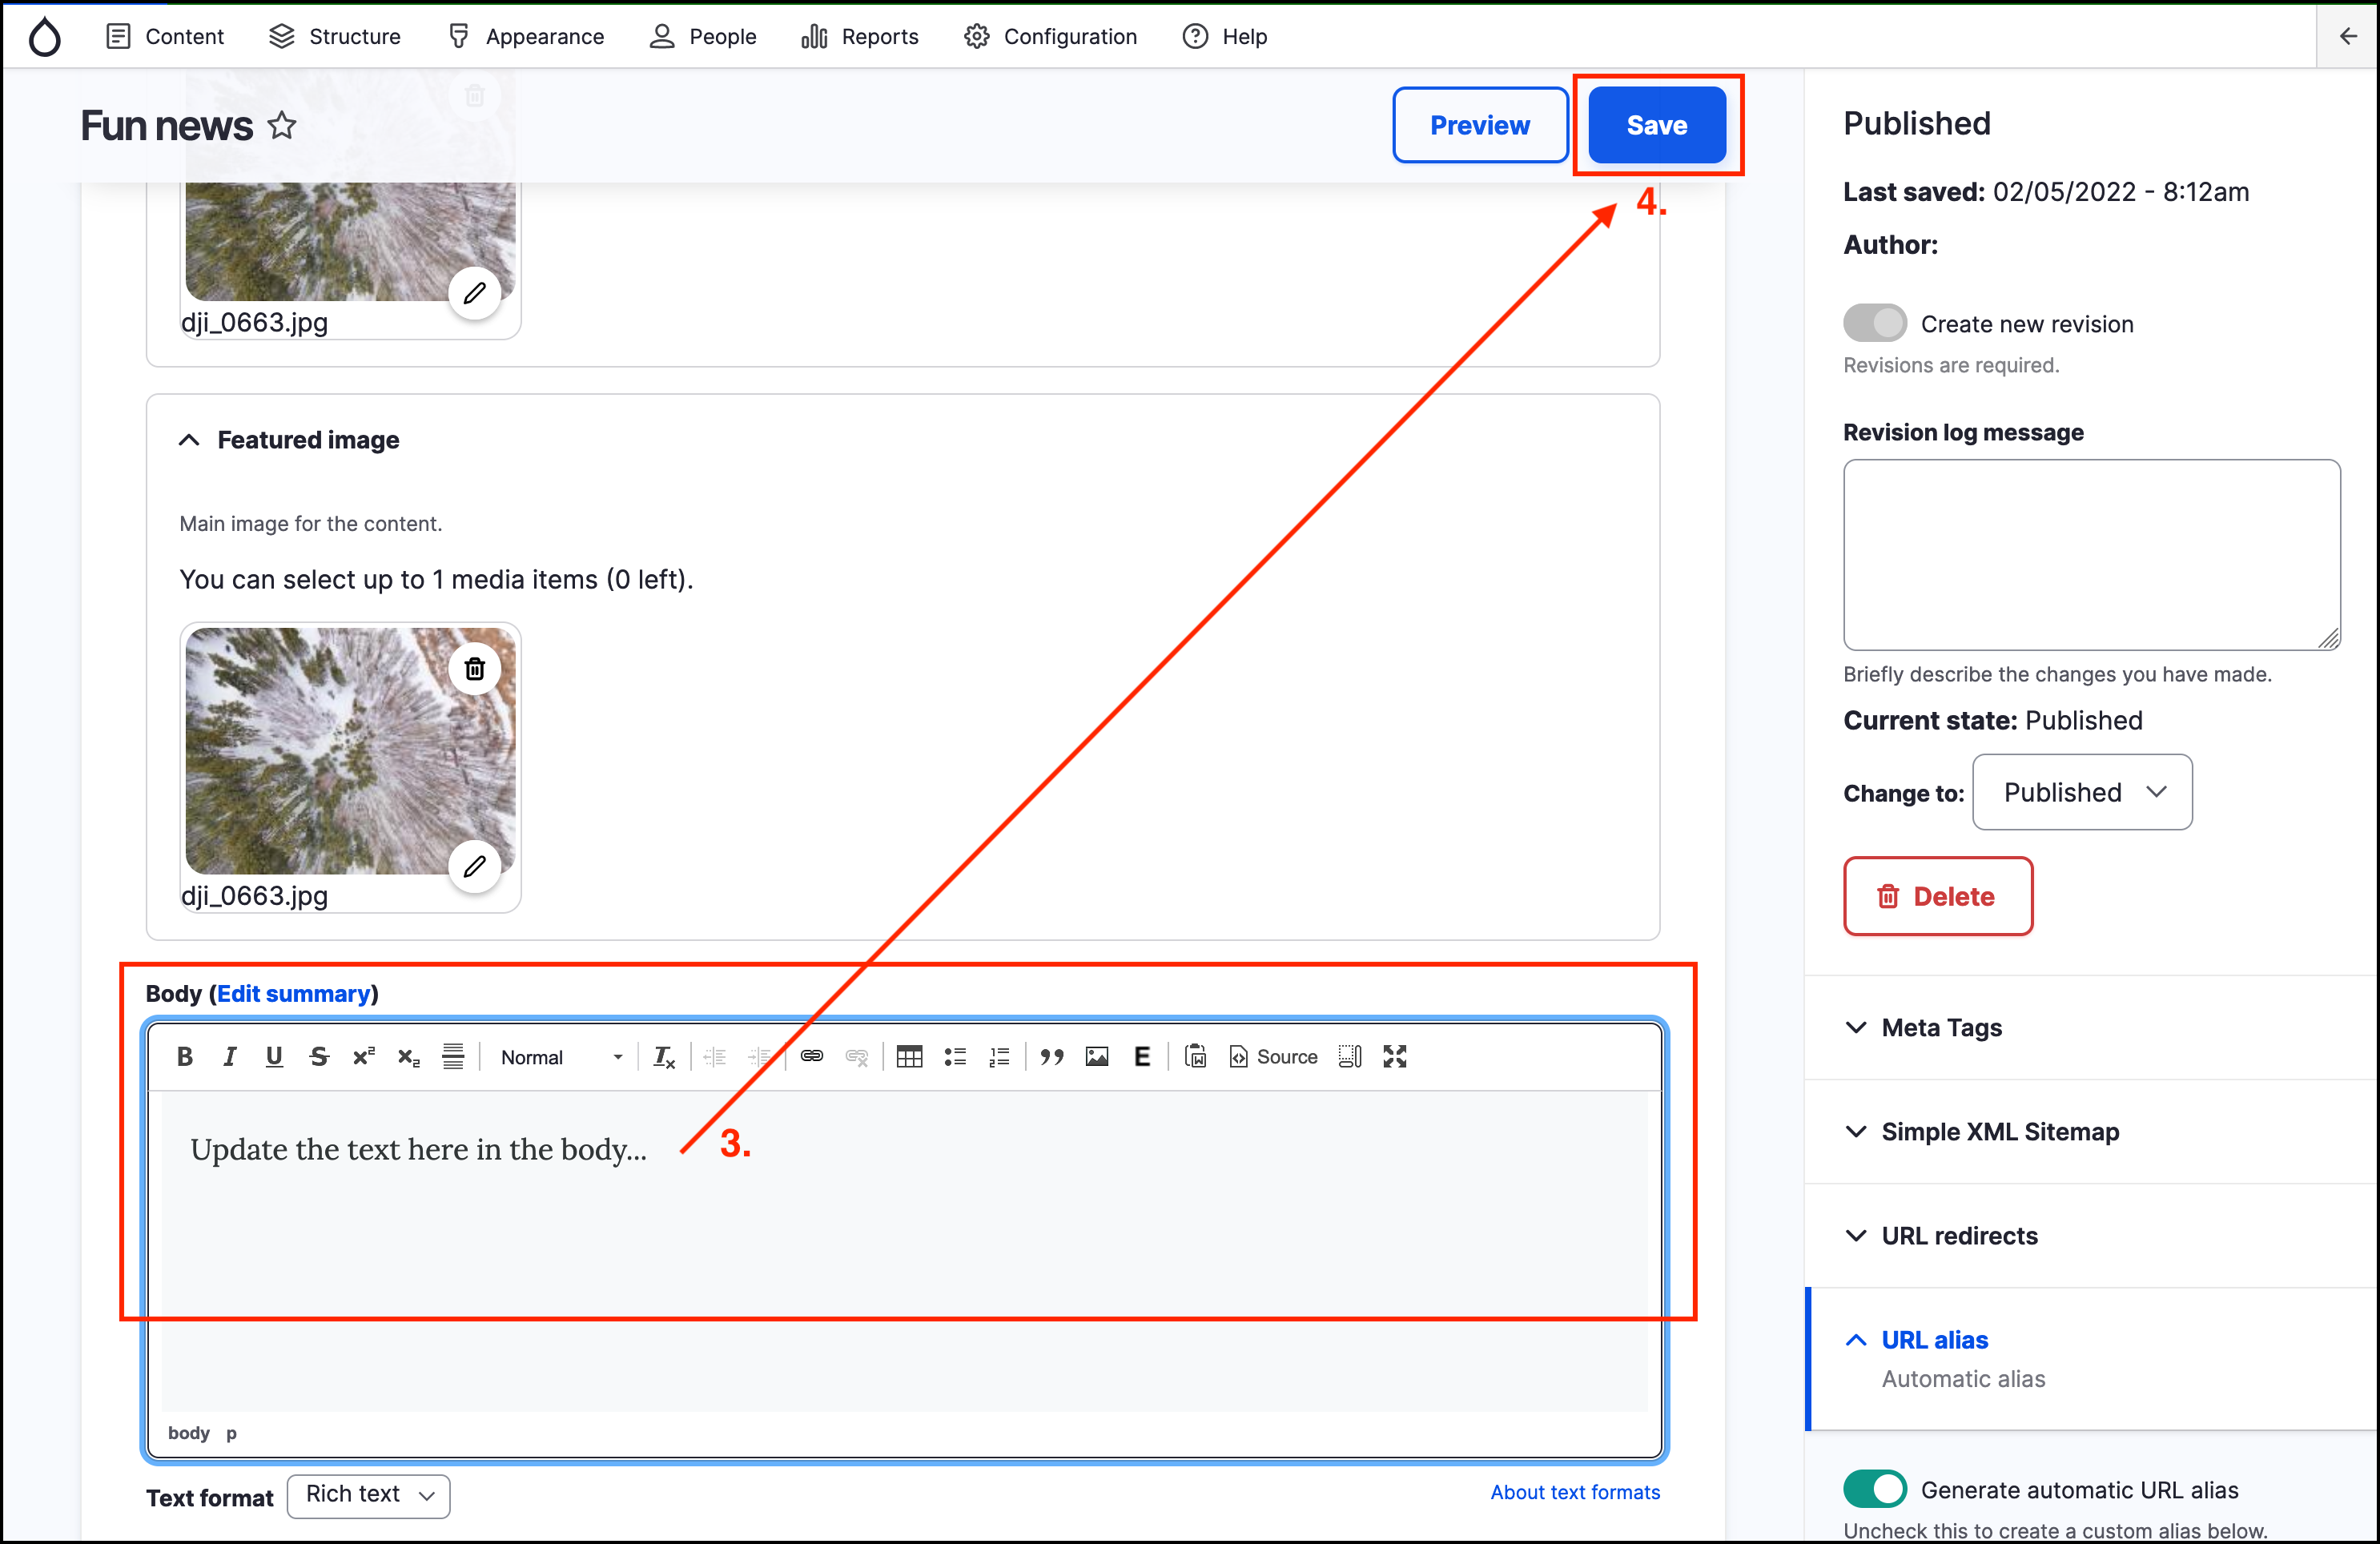 Content Structure Appearance People Reports Configuration Help
Fun news
Preview Save
4.
dji_0663.jpg
Featured image
Main image for the content.
You can select up to 1 media items (0 left).
dji_0663.jpg
Body (Edit summary)
B I U S x² x₂ Normal Tx E Source
Update the text here in the body...
3.
body p
Text format Rich text
About text formats
Published
Last saved: 02/05/2022 - 8:12am
Author:
Create new revision
Revisions are required.
Revision log message
Briefly describe the changes you have made.
Current state: Published
Change to: Published
Delete
Meta Tags
Simple XML Sitemap
URL redirects
URL alias
Automatic alias
Generate automatic URL alias
Uncheck this to create a custom alias below.